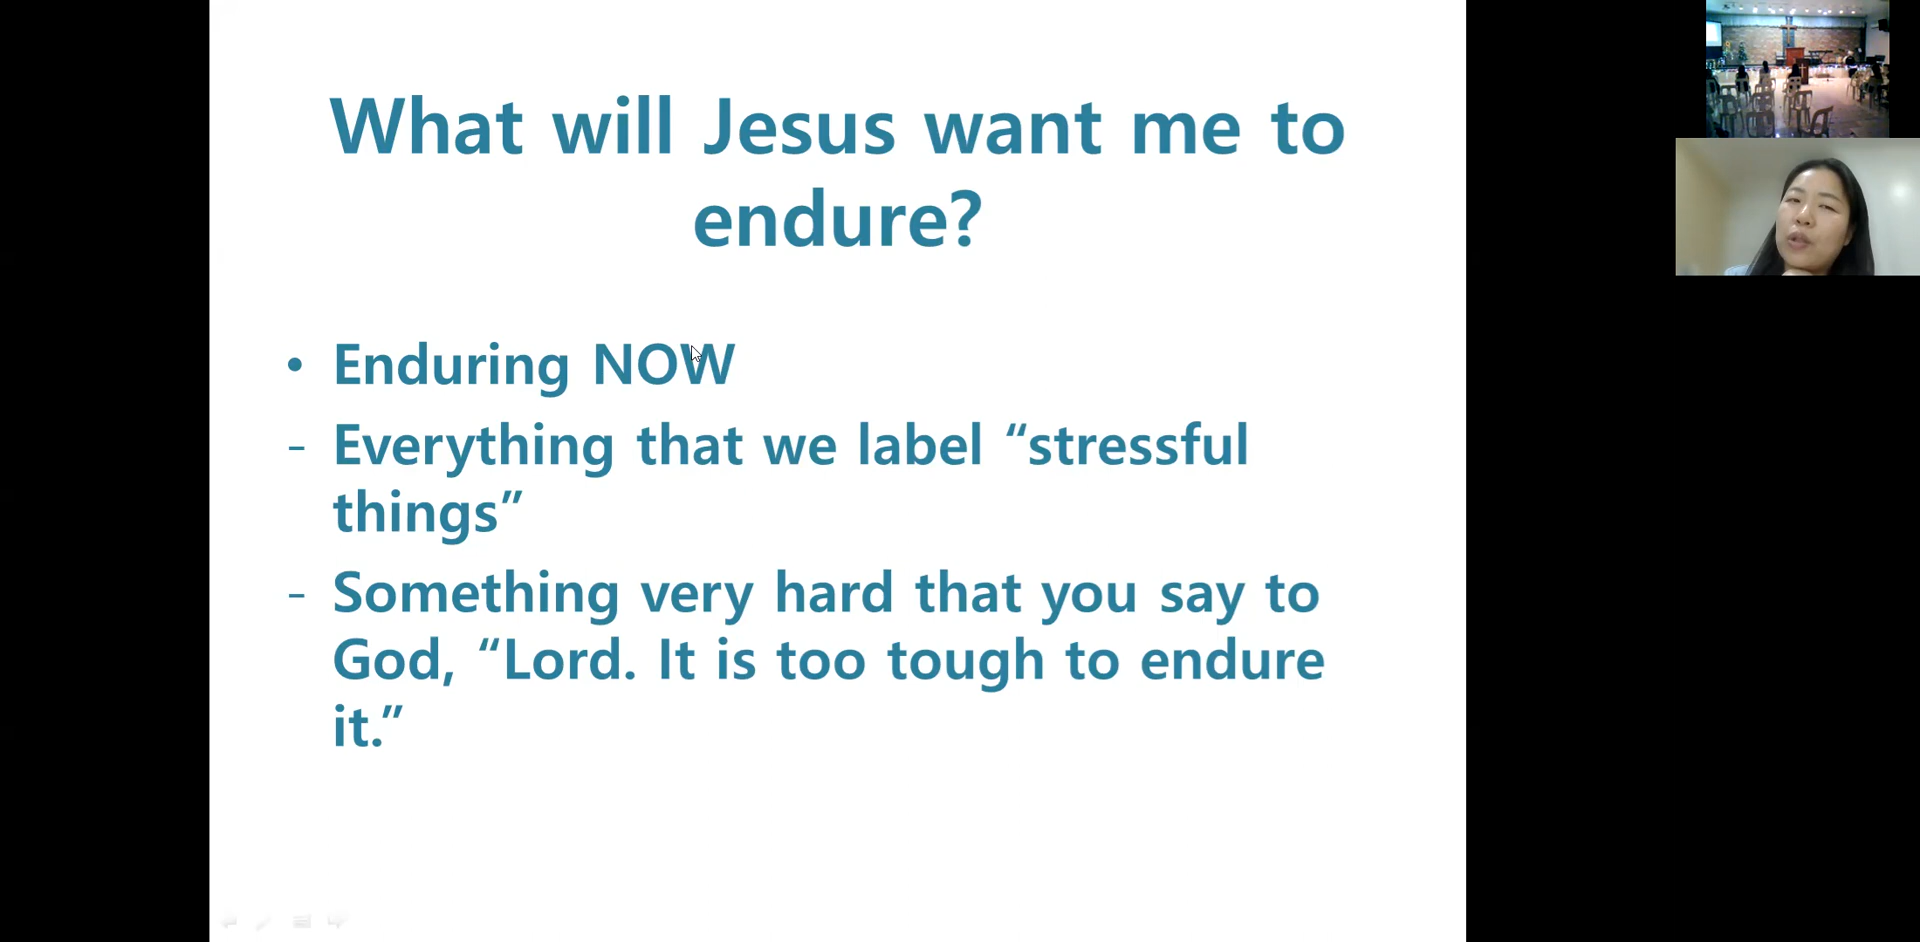 What will Jesus want me to
endure?
• Enduring NOW
- Everything that we label “stressful
things”
- Something very hard that you say to
God, “Lord. It is too tough to endure
it.”